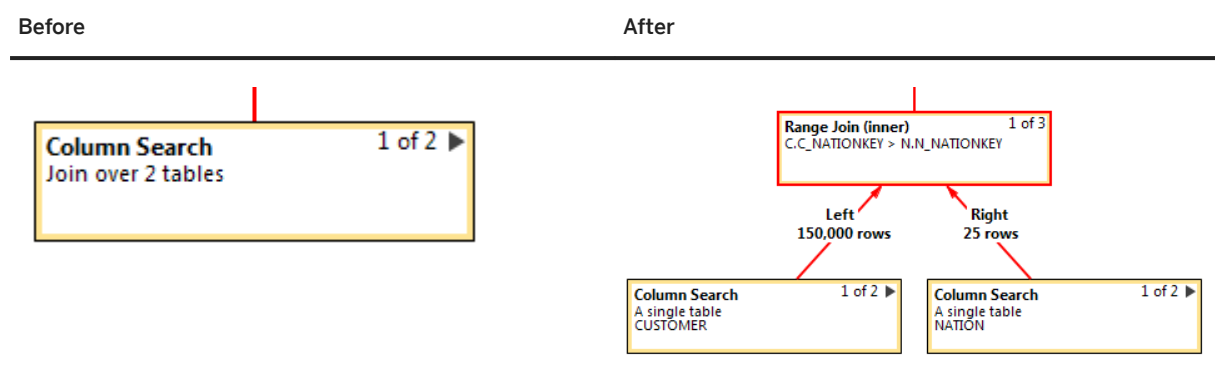 Before
After
Column Search
1 of 2
Join over 2 tables
Range Join (inner)
1 of 3
C.C_NATIONKEY > N.N_NATIONKEY
Left
150,000 rows
Right
25 rows
Column Search
1 of 2
A single table
CUSTOMER
Column Search
1 of 2
A single table
NATION